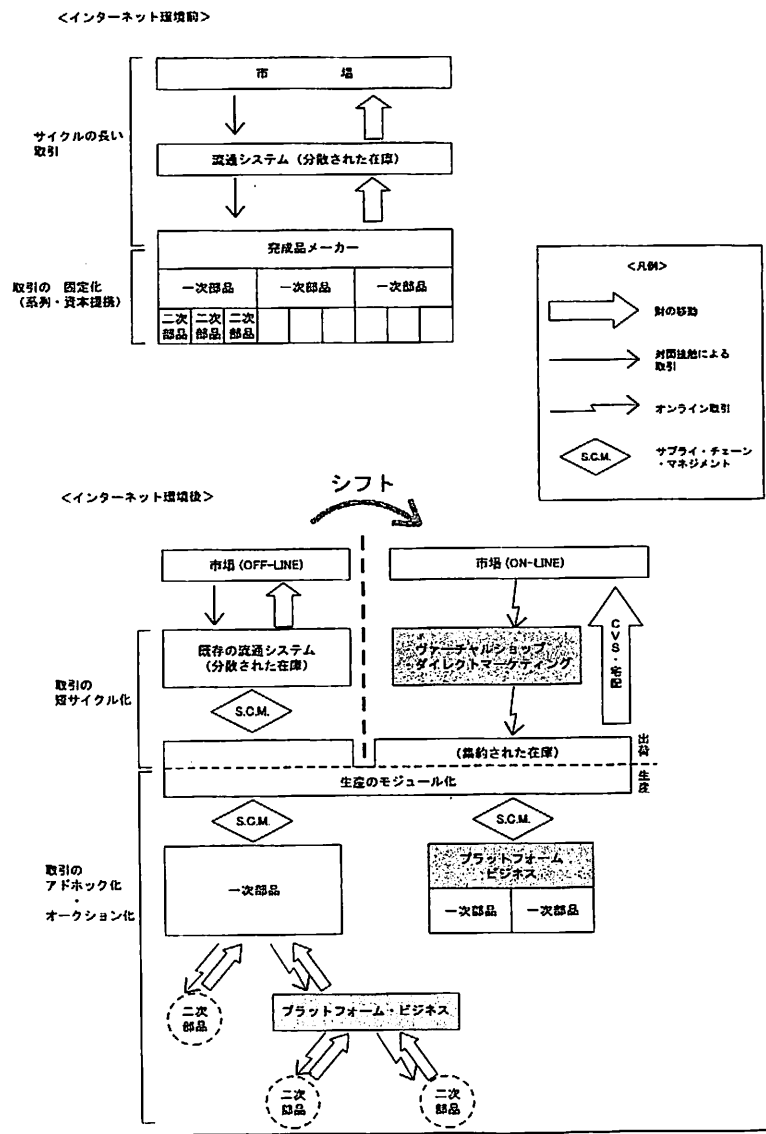 <インターネット環境前>
市 場
サイクルの長い
取引
流通システム(分散された在庫)
完成品メーカー
取引の 固定化
(系列・資本提携)
一次部品 一次部品 一次部品
二次 二次 二次
部品 部品 部品
<凡例>
財の移動
対面接触による
取引
オンライン取引
S.C.M.
サプライ・チェーン
・マネジメント
<インターネット環境後>
シフト
市場(OFF-LINE)
市場(ON-LINE)
既存の流通システム
(分散された在庫)
ヴァーチャルショップ
ダイレクトマーケティング
CVS・宅配
取引の
短サイクル化
S.C.M.
(集約された在庫)
出荷
生産のモジュール化
生産
S.C.M.
S.C.M.
取引の
アドホック化
・
オークション化
一次部品
プラットフォーム
ビジネス
一次部品 一次部品
二次
部品
プラットフォーム・ビジネス
二次
部品
二次
部品